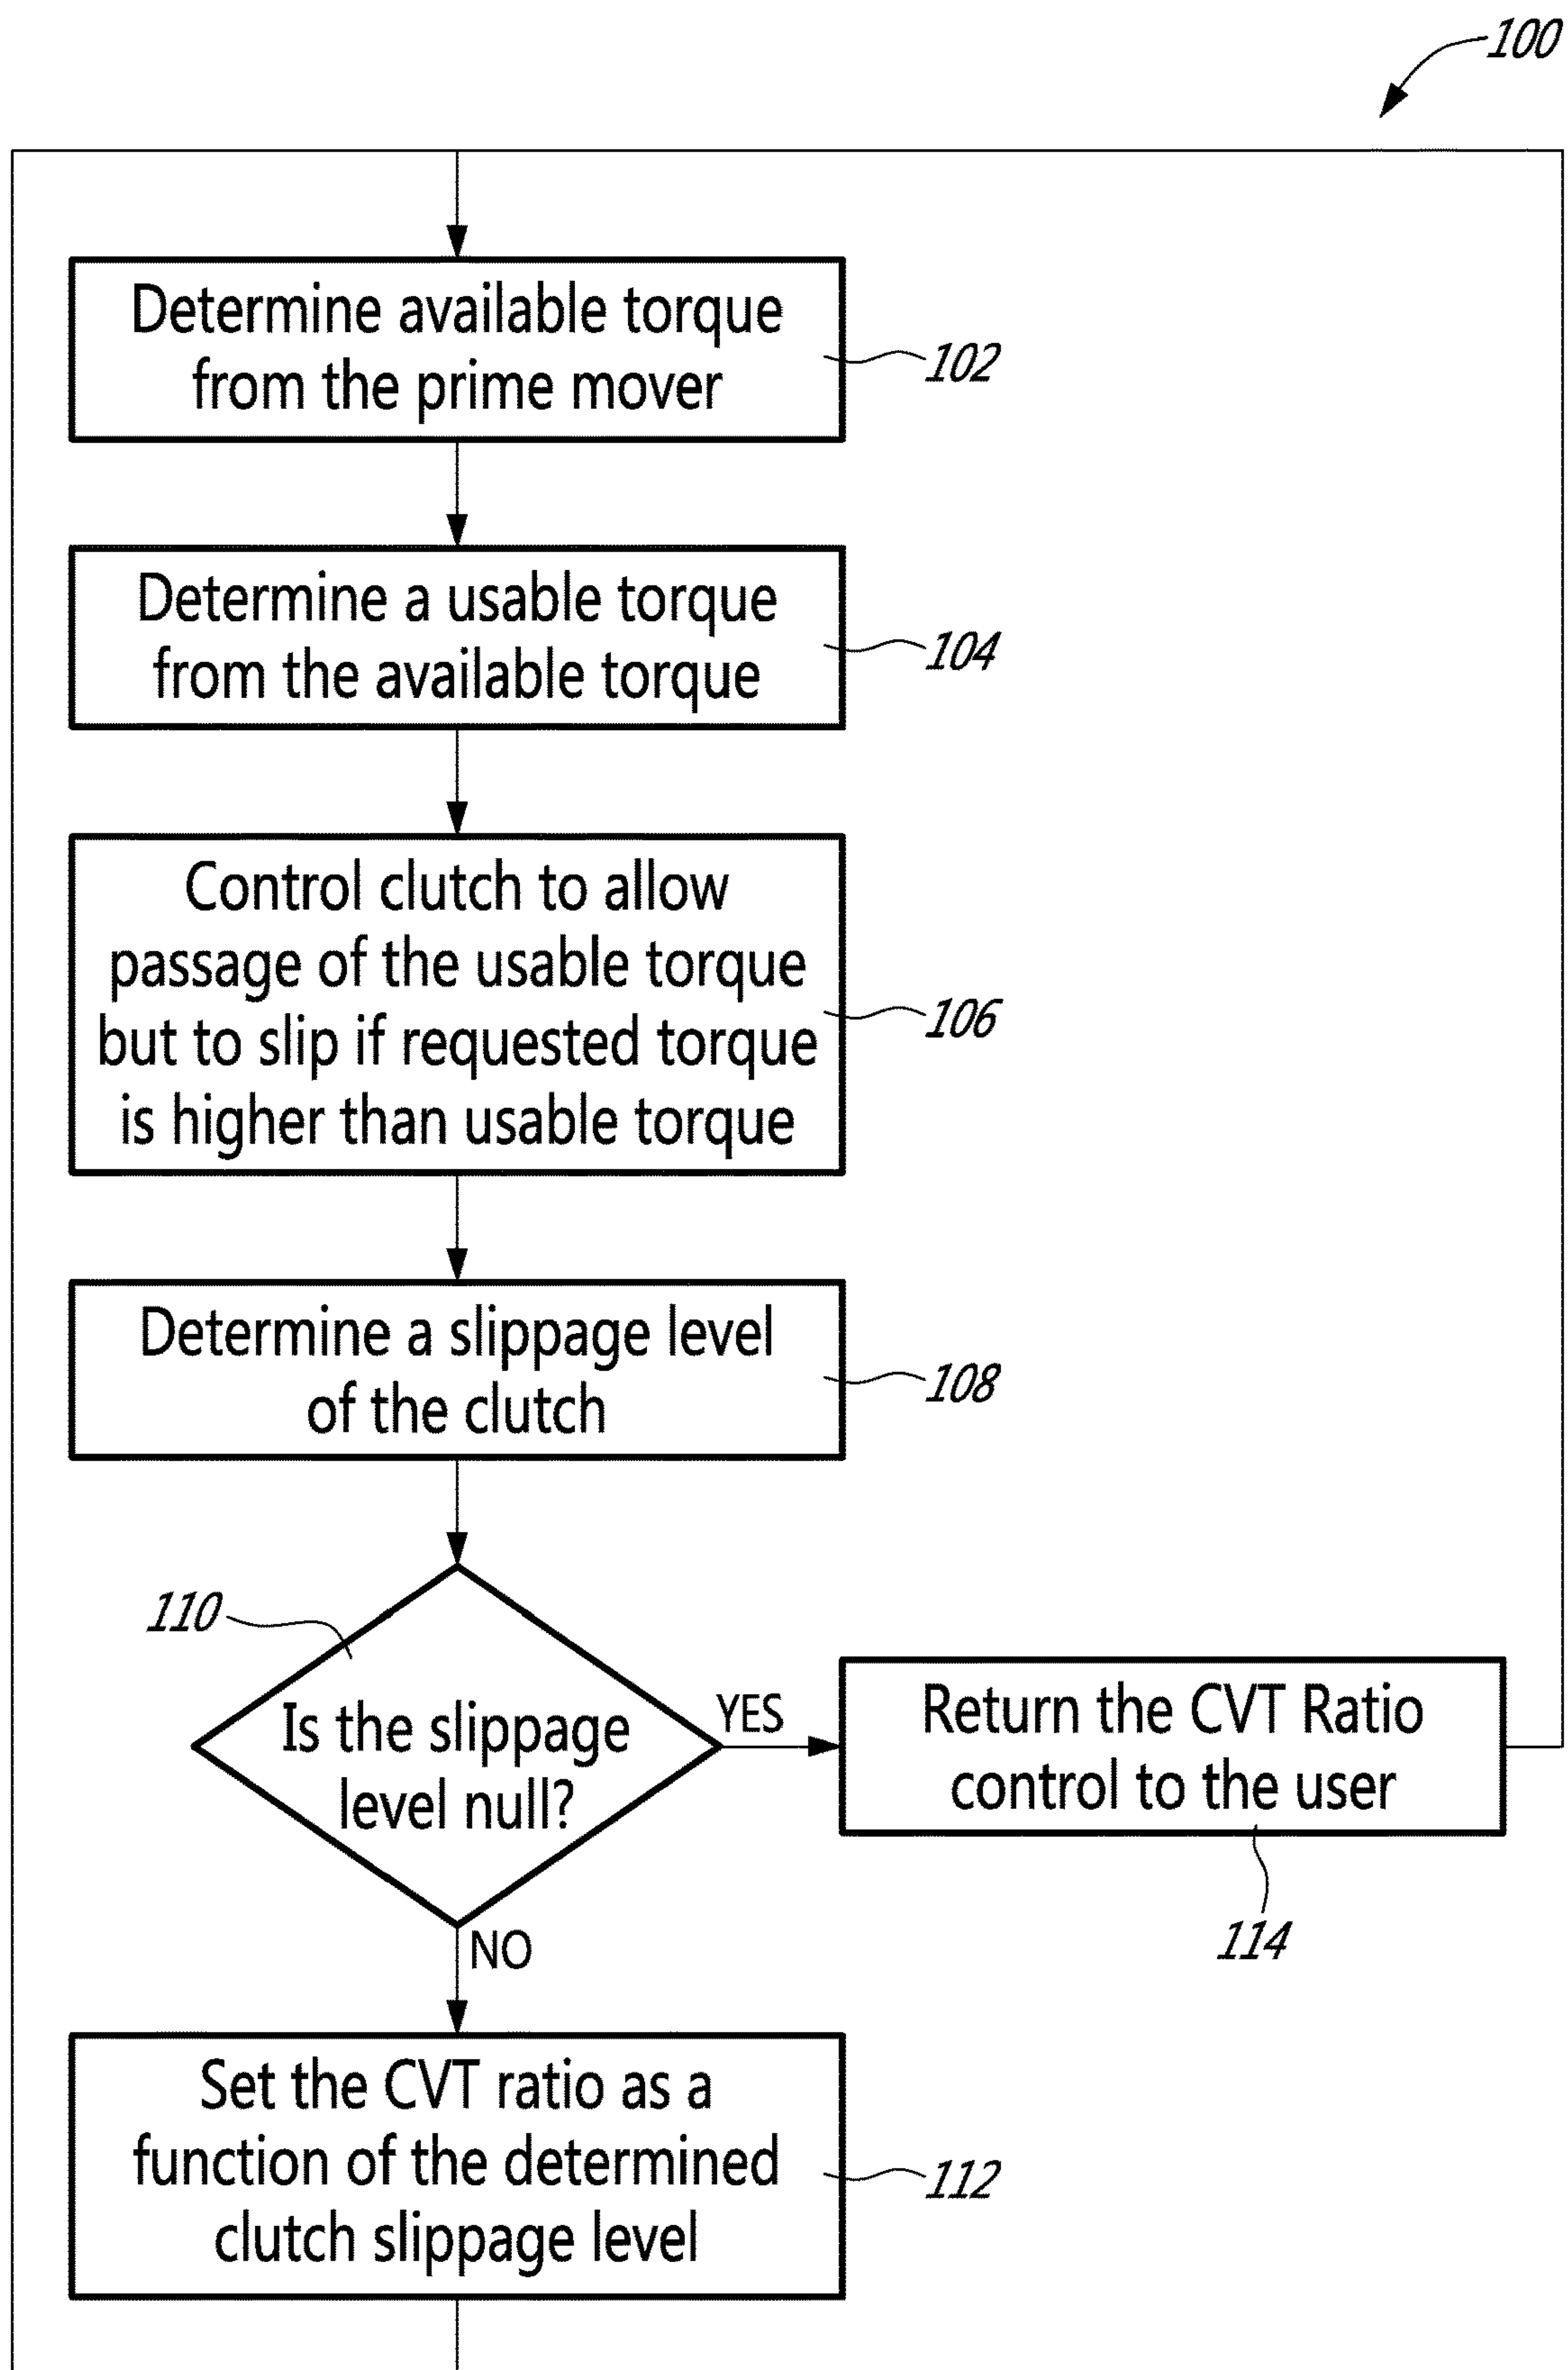 100
Determine available torque
from the prime mover
102
Determine a usable torque
from the available torque
104
Control clutch to allow
passage of the usable torque
but to slip if requested torque
is higher than usable torque
106
Determine a slippage level
of the clutch
108
110
Is the slippage
level null?
YES
Return the CVT Ratio
control to the user
114
NO
Set the CVT ratio as a
function of the determined
clutch slippage level
112